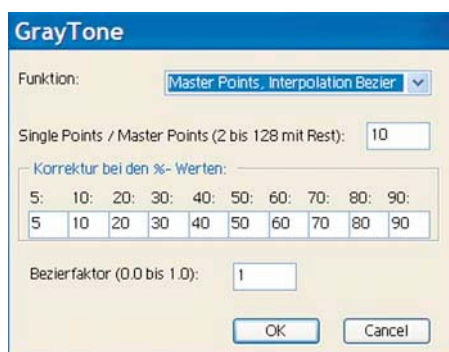 GrayTone
Funktion: Master Points, Interpolation Bezier
Single Points / Master Points (2 bis 128 mit Rest): 10
Korrektur bei den %- Werten:
5: 10: 20: 30: 40: 50: 60: 70: 80: 90:
5 10 20 30 40 50 60 70 80 90
Bezierfaktor (0.0 bis 1.0): 1
OK Cancel